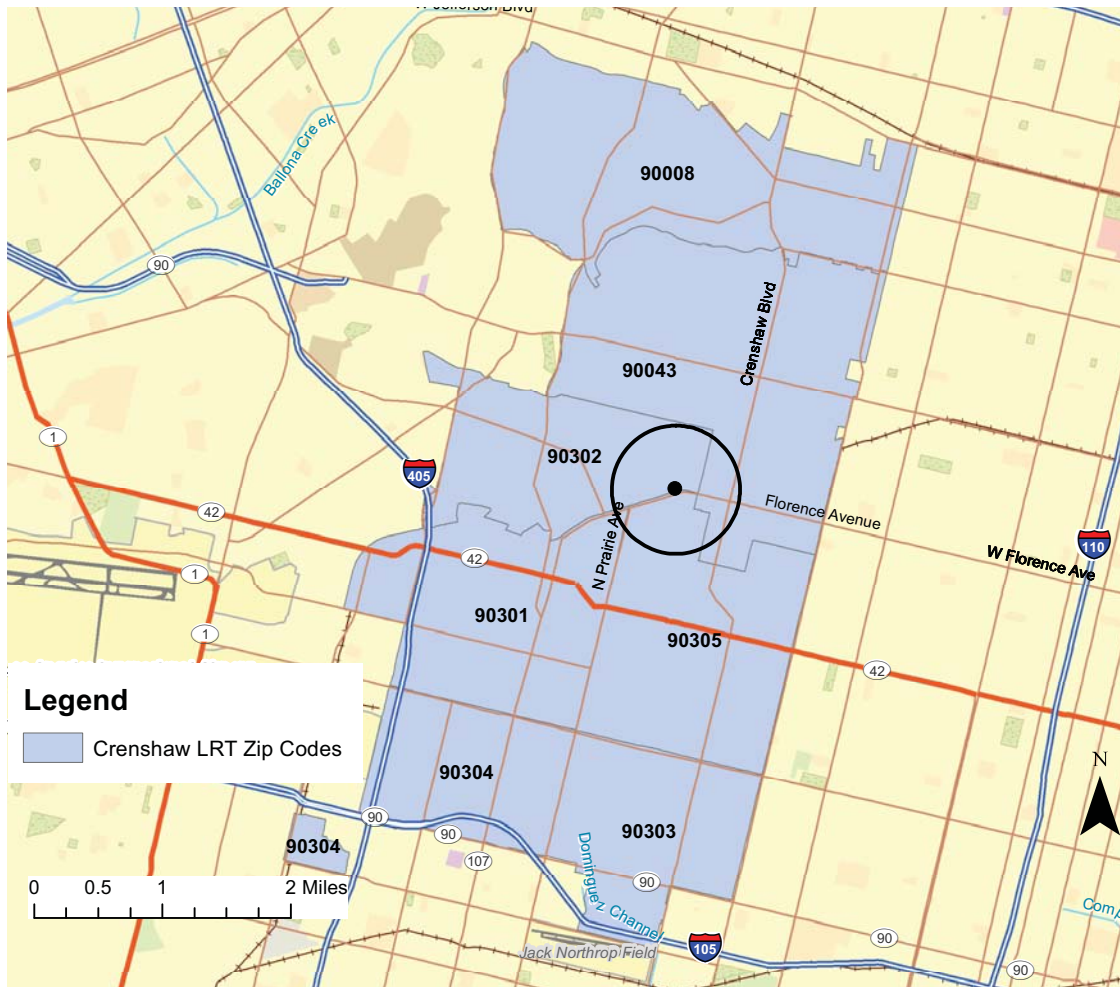 W Jefferson Blvd
Ballona Creek
90008
90
Crenshaw Blvd
90043
1
405
90302
42
Florence Avenue
N Prairie Ave
110
W Florence Ave
1
42
90301
1
90305
42
Legend
Crenshaw LRT Zip Codes
90304
N
90
90
90303
90304
107
Dominguez Channel
90
0 0.5 1 2 Miles
Jack Northrop Field
105
90
90